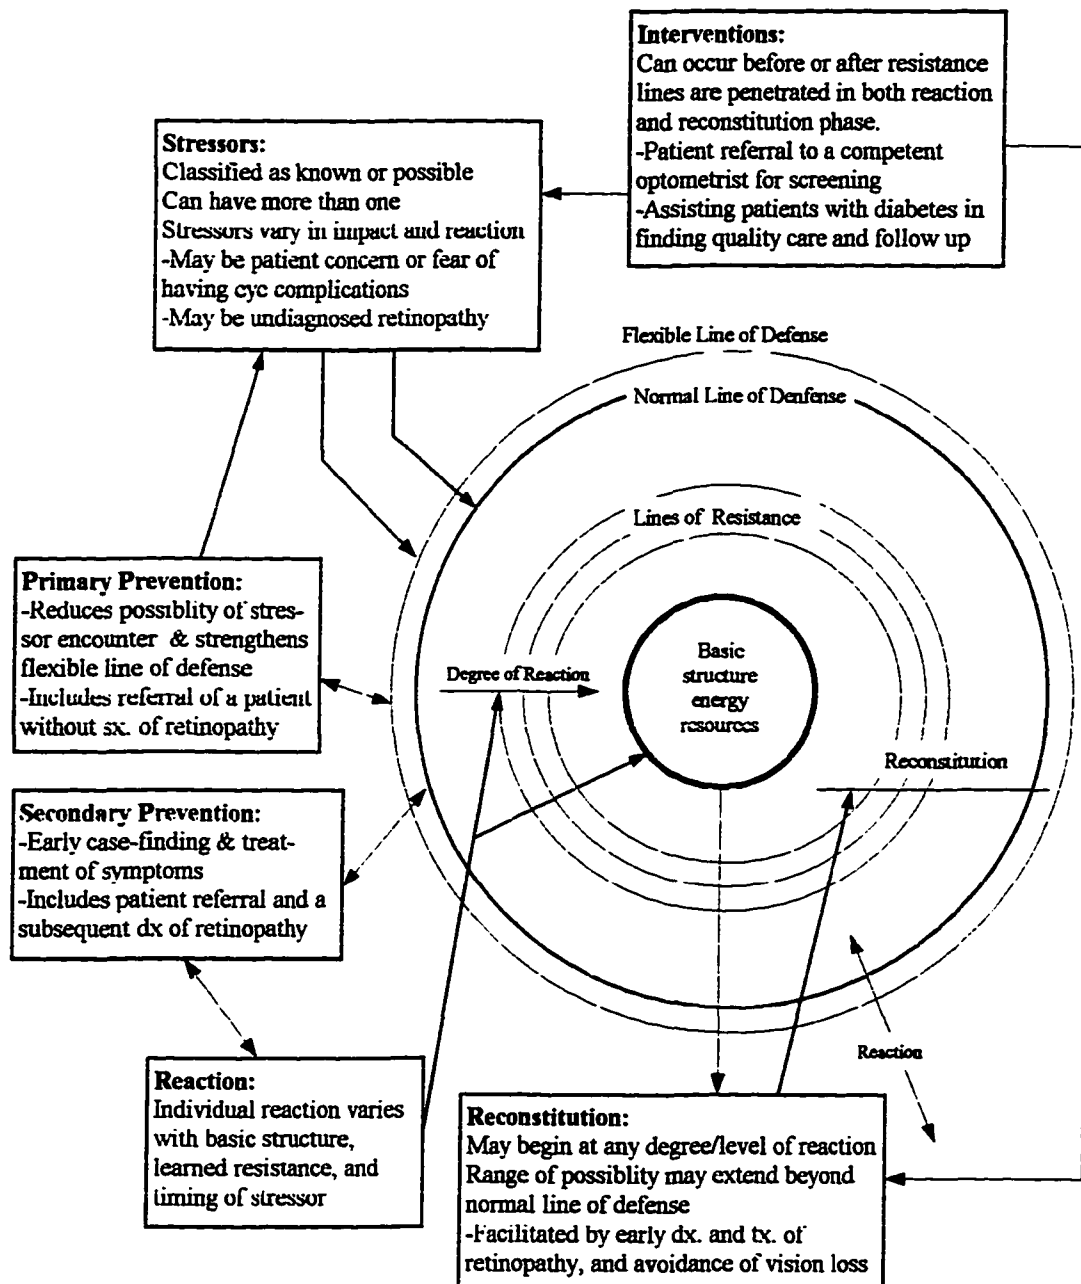 Interventions:
Can occur before or after resistance
lines are penetrated in both reaction
and reconstitution phase.
-Patient referral to a competent
optometrist for screening
-Assisting patients with diabetes in
finding quality care and follow up
Stressors:
Classified as known or possible
Can have more than one
Stressors vary in impact and reaction
-May be patient concern or fear of
having eye complications
-May be undiagnosed retinopathy
Flexible Line of Defense
Normal Line of Denfense
Lines of Resistance
Primary Prevention:
-Reduces possiblity of stres-
sor encounter & strengthens
flexible line of defense
-Includes referral of a patient
without sx. of retinopathy
Degree of Reaction
Basic
structure
energy
resources
Reconstitution
Secondary Prevention:
-Early case-finding & treat-
ment of symptoms
-Includes patient referral and a
subsequent dx of retinopathy
Reaction
Reaction:
Individual reaction varies
with basic structure,
learned resistance, and
timing of stressor
Reconstitution:
May begin at any degree/level of reaction
Range of possiblity may extend beyond
normal line of defense
-Facilitated by early dx. and tx. of
retinopathy, and avoidance of vision loss